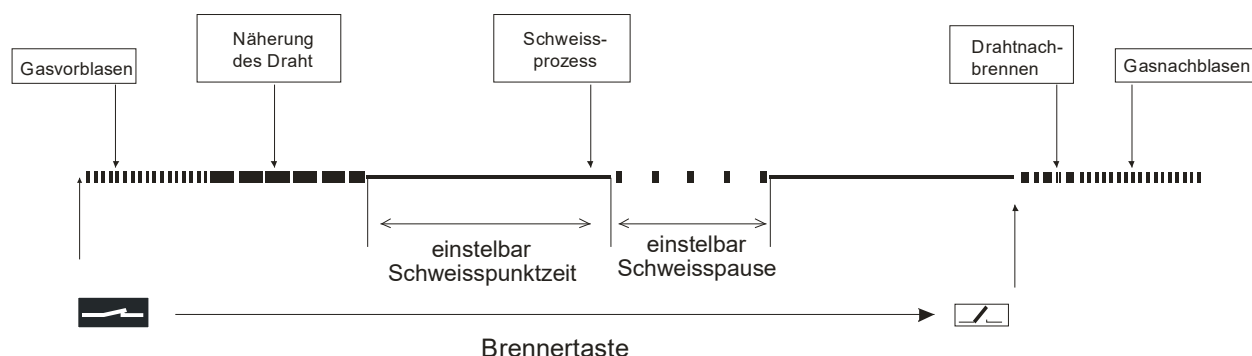 Gasvorblasen
Näherung
des Draht
Schweiss-
prozess
Drahtnach-
brennen
Gasnachblasen
einstelbar
Schweisspunktzeit
einstelbar
Schweisspause
Brennertaste